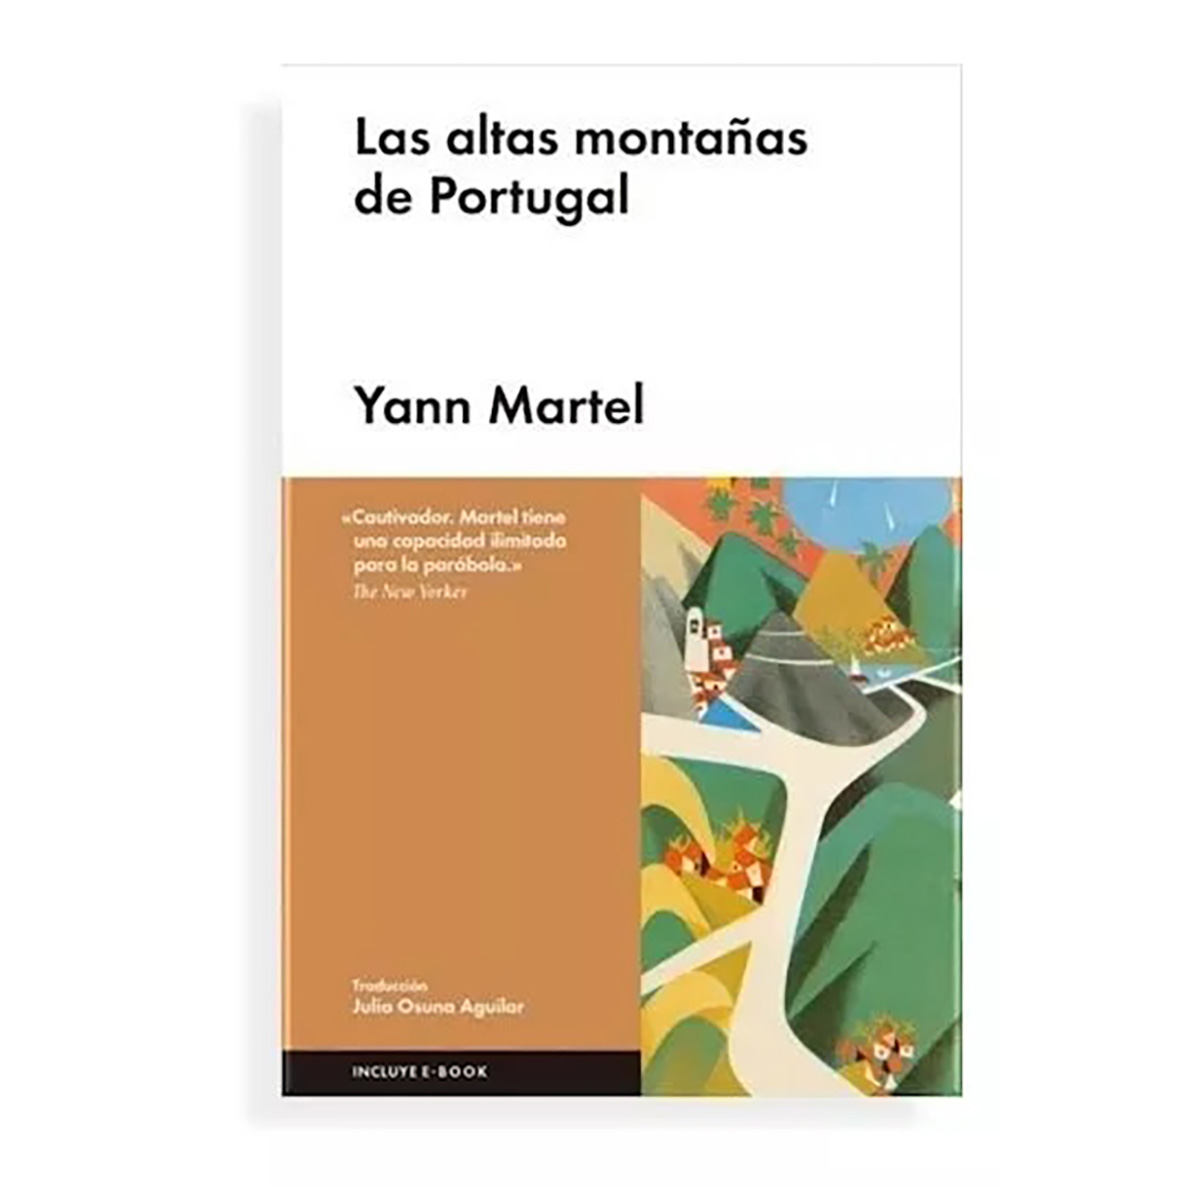 Las altas montañas
de Portugal
Yann Martel
«Cautivador. Martel tiene
una capacidad ilimitada
para la parábola.»
The New Yorker
Traducción
Julia Osuna Aguilar
INCLUYE E-BOOK